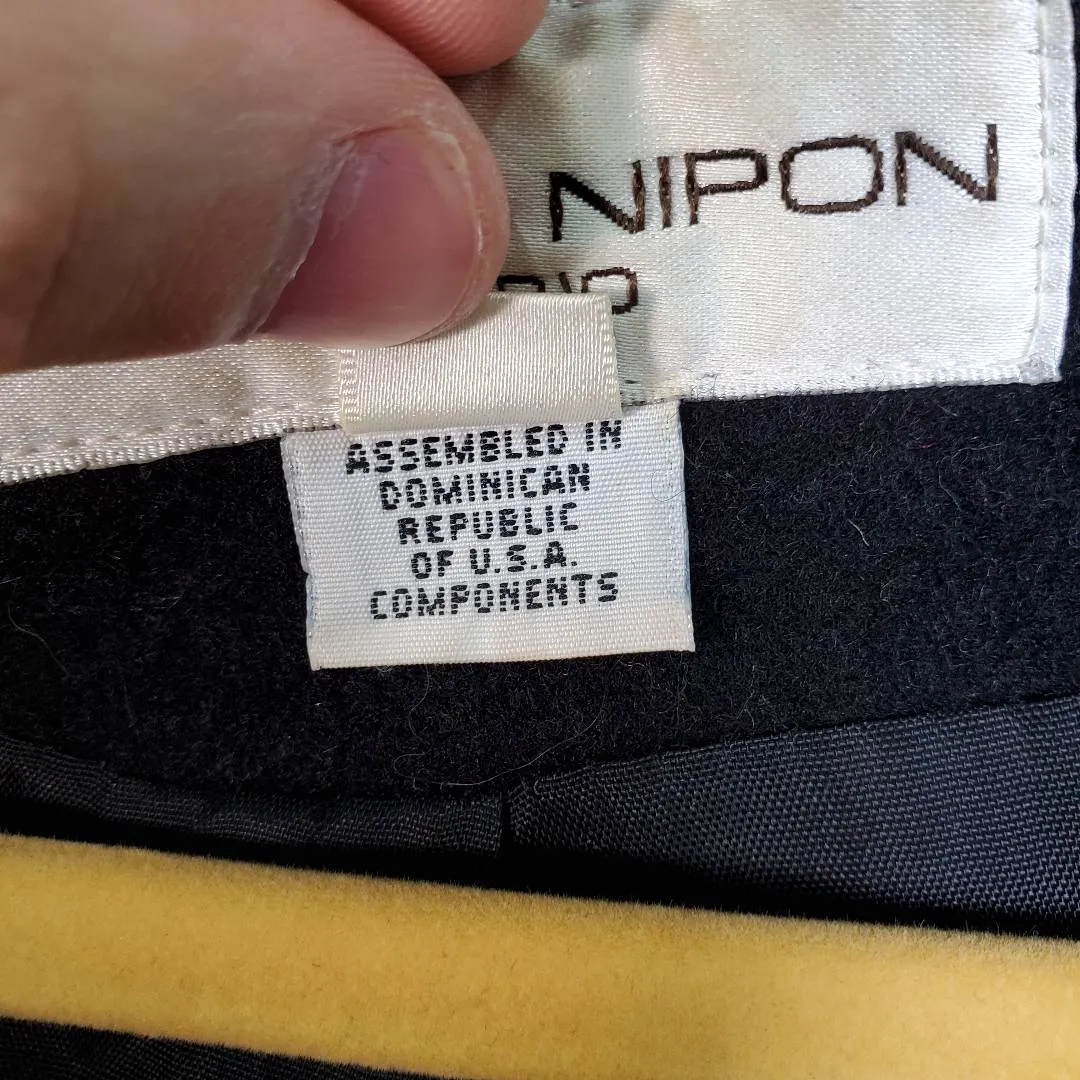 NIPON
ASSEMBLED IN
DOMINICAN
REPUBLIC
OF U.S.A.
COMPONENTS